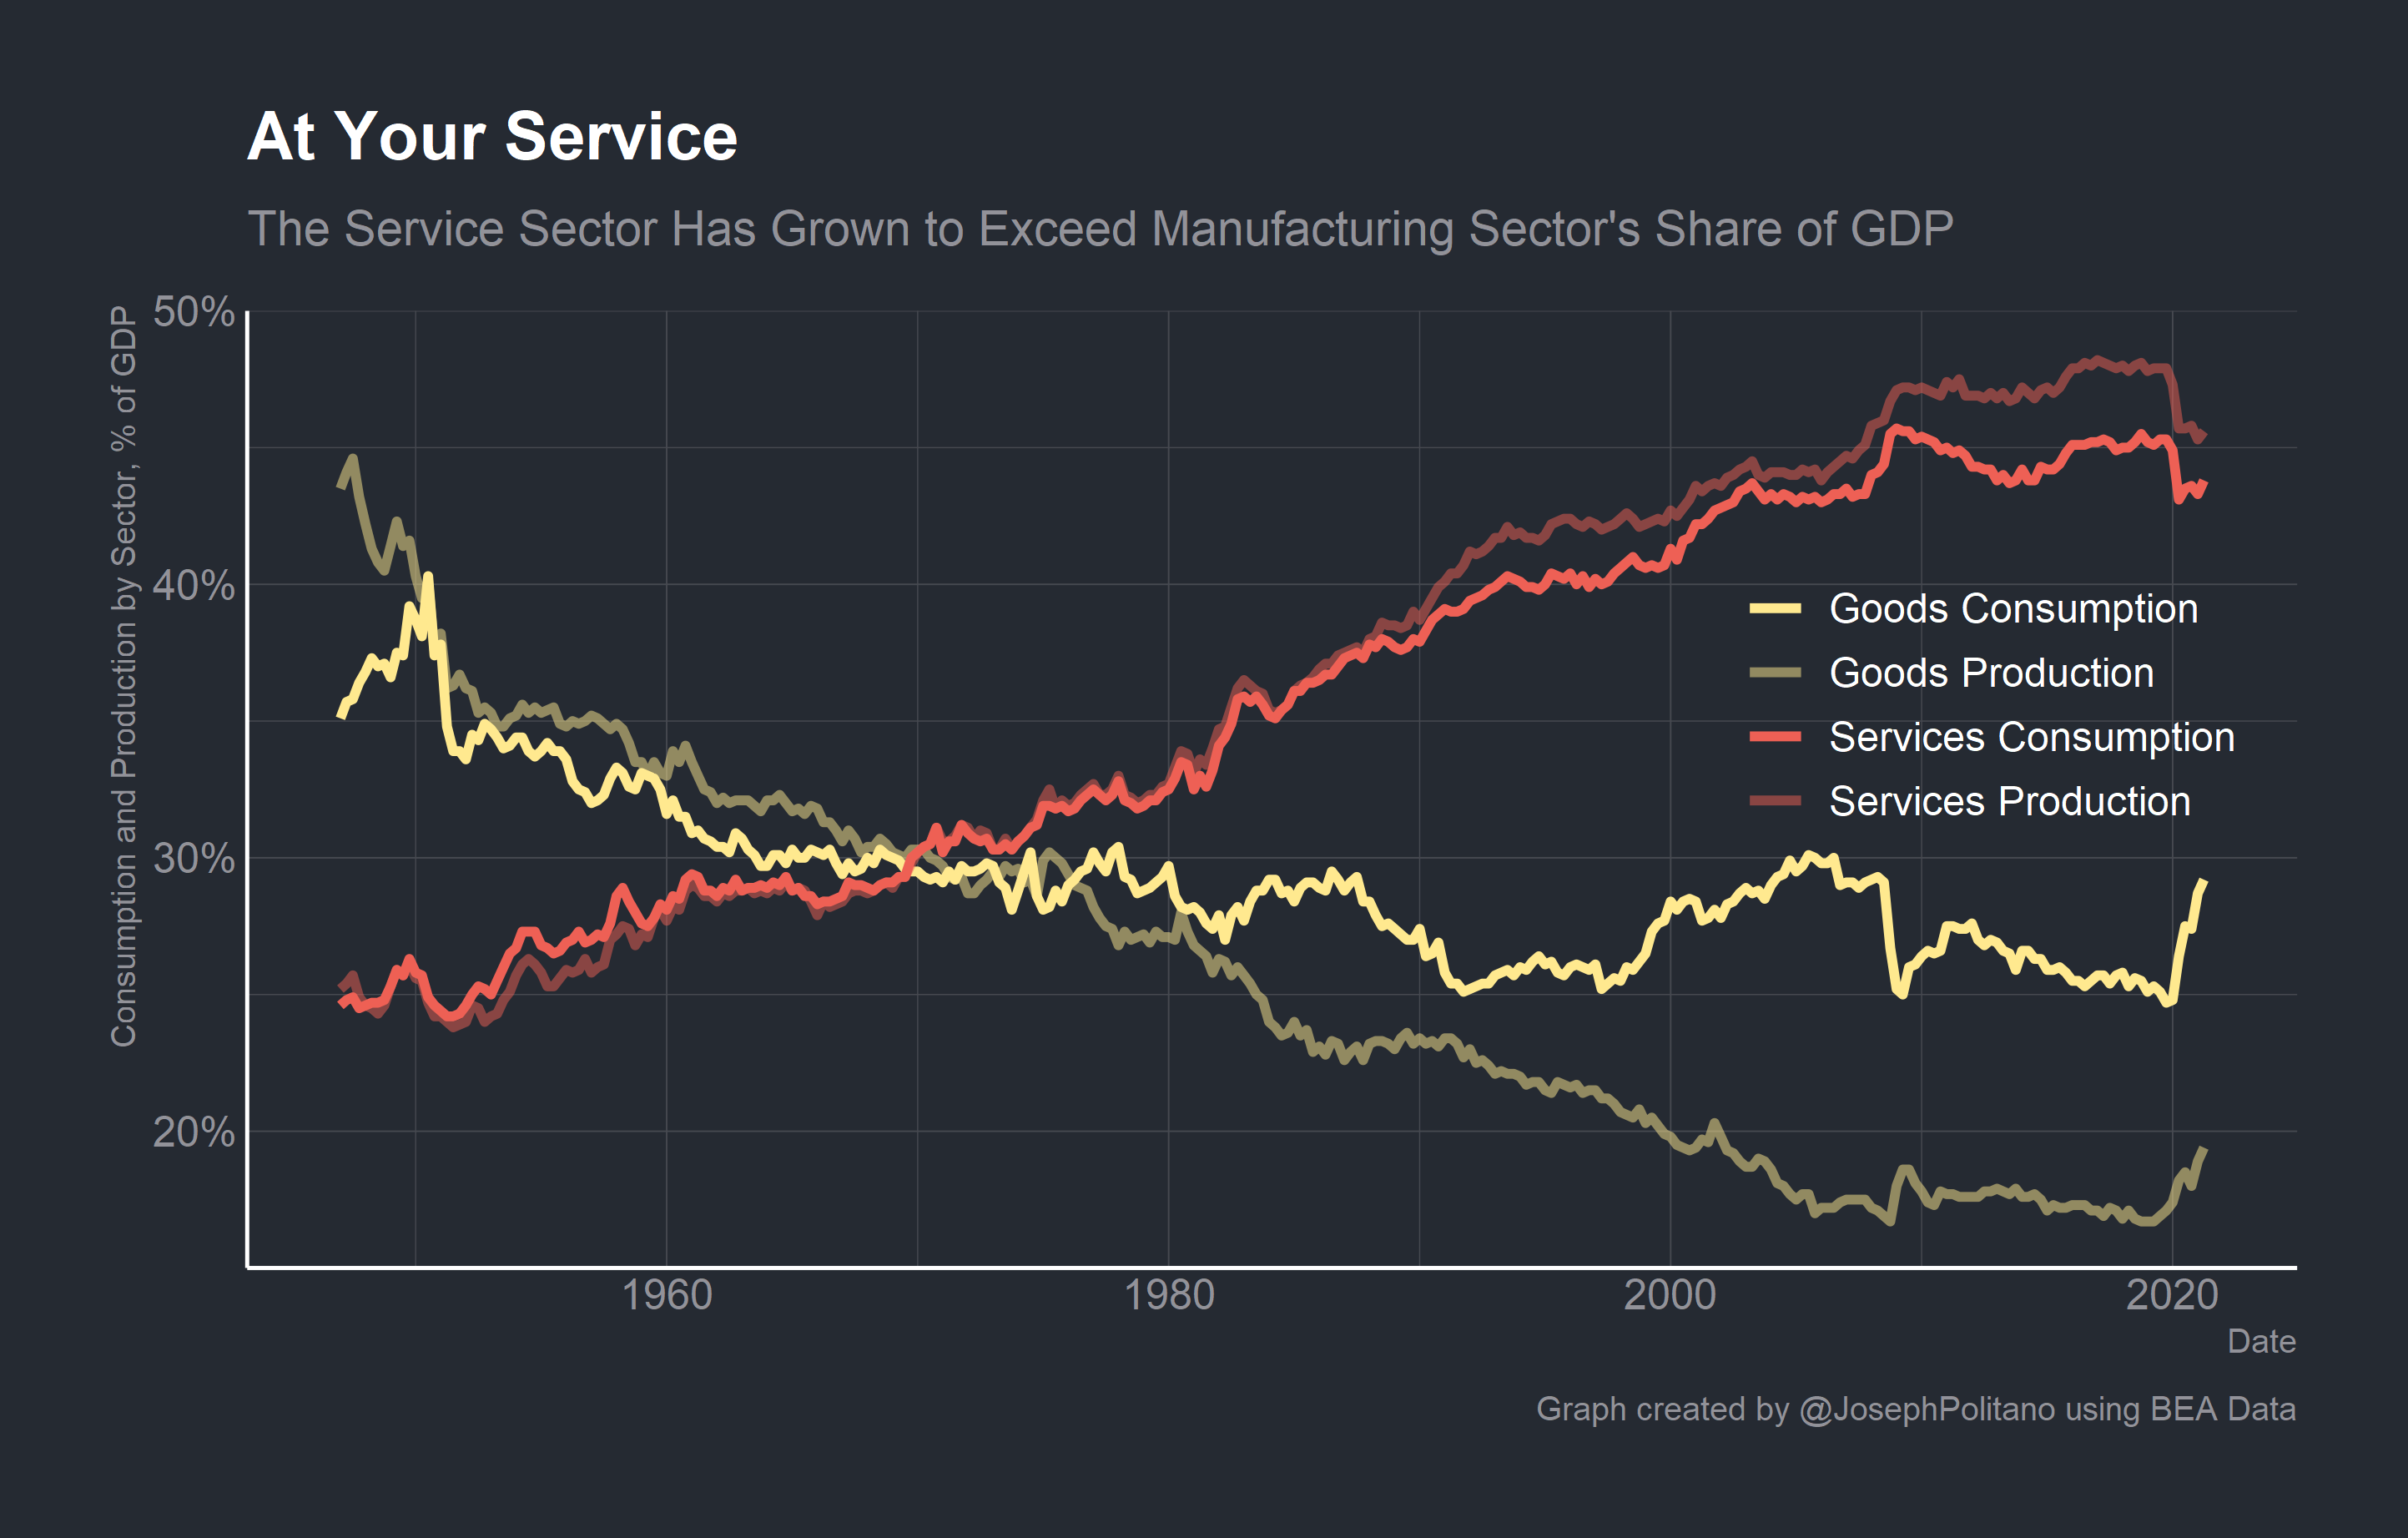 At Your Service
The Service Sector Has Grown to Exceed Manufacturing Sector's Share of GDP
Consumption and Production by Sector, % of GDP
50%
40%
30%
20%
Goods Consumption
Goods Production
Services Consumption
Services Production
1960 1980 2000 2020
Date
Graph created by @JosephPolitano using BEA Data